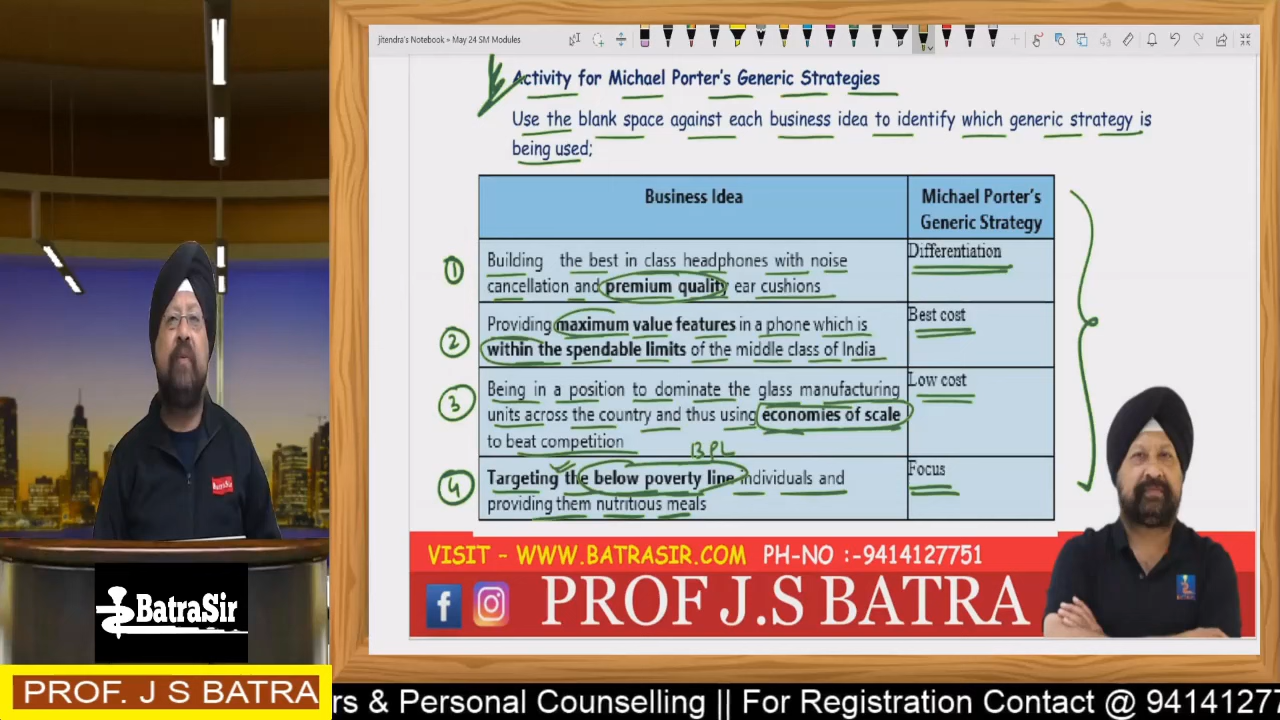 jitendra's Notebook » May 24 SM Modules
Activity for Michael Porter's Generic Strategies
Use the blank space against each business idea to identify which generic strategy is
being used;
Business Idea
Michael Porter's
Generic Strategy
1
Building the best in class headphones with noise
cancellation and premium quality ear cushions
Differentiation
2
Providing maximum value features in a phone which is
within the spendable limits of the middle class of India
Best cost
3
Being in a position to dominate the glass manufacturing
units across the country and thus using economies of scale
to beat competition
Low cost
BPL
4
Targeting the below poverty line individuals and
providing them nutritious meals
Focus
VISIT - WWW.BATRASIR.COM PH-NO :-9414127751
PROF J.S BATRA
BatraSir
BatraSir
PROF. J S BATRA
rs & Personal Counselling || For Registration Contact @ 94141277